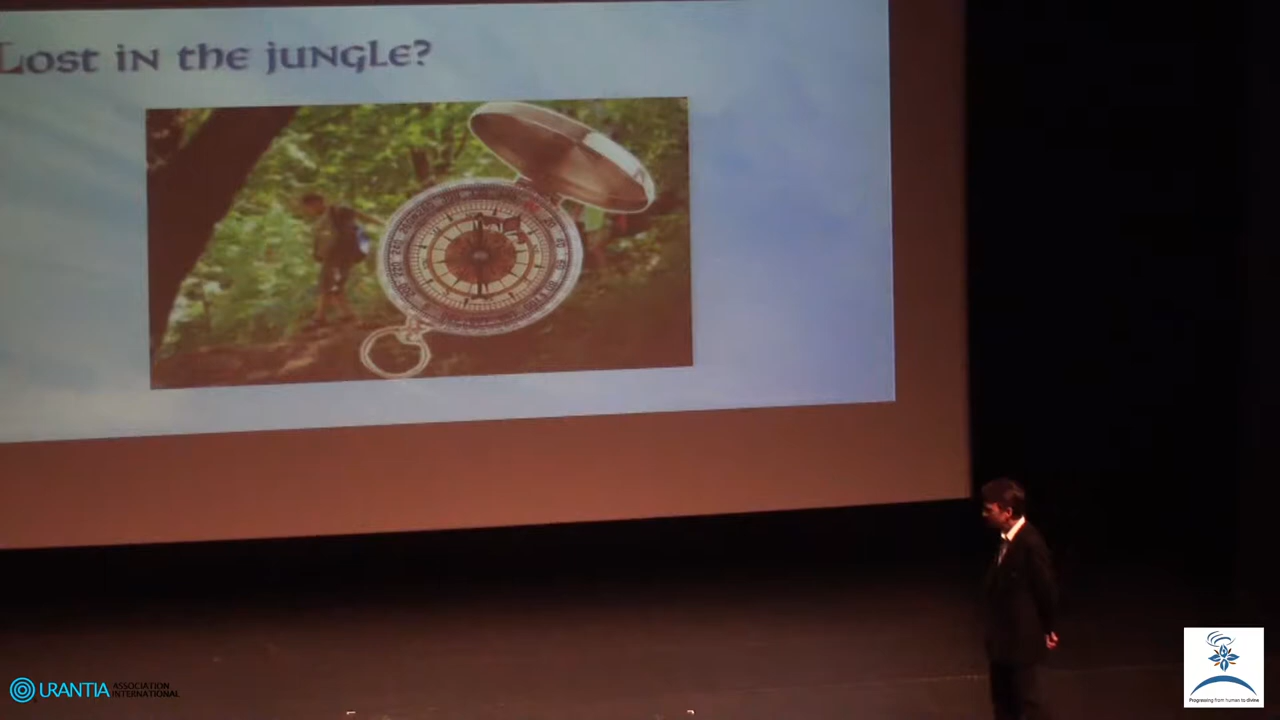 Lost in the jungle?
URANTIA ASSOCIATION
INTERNATIONAL
Progressing from human to divine